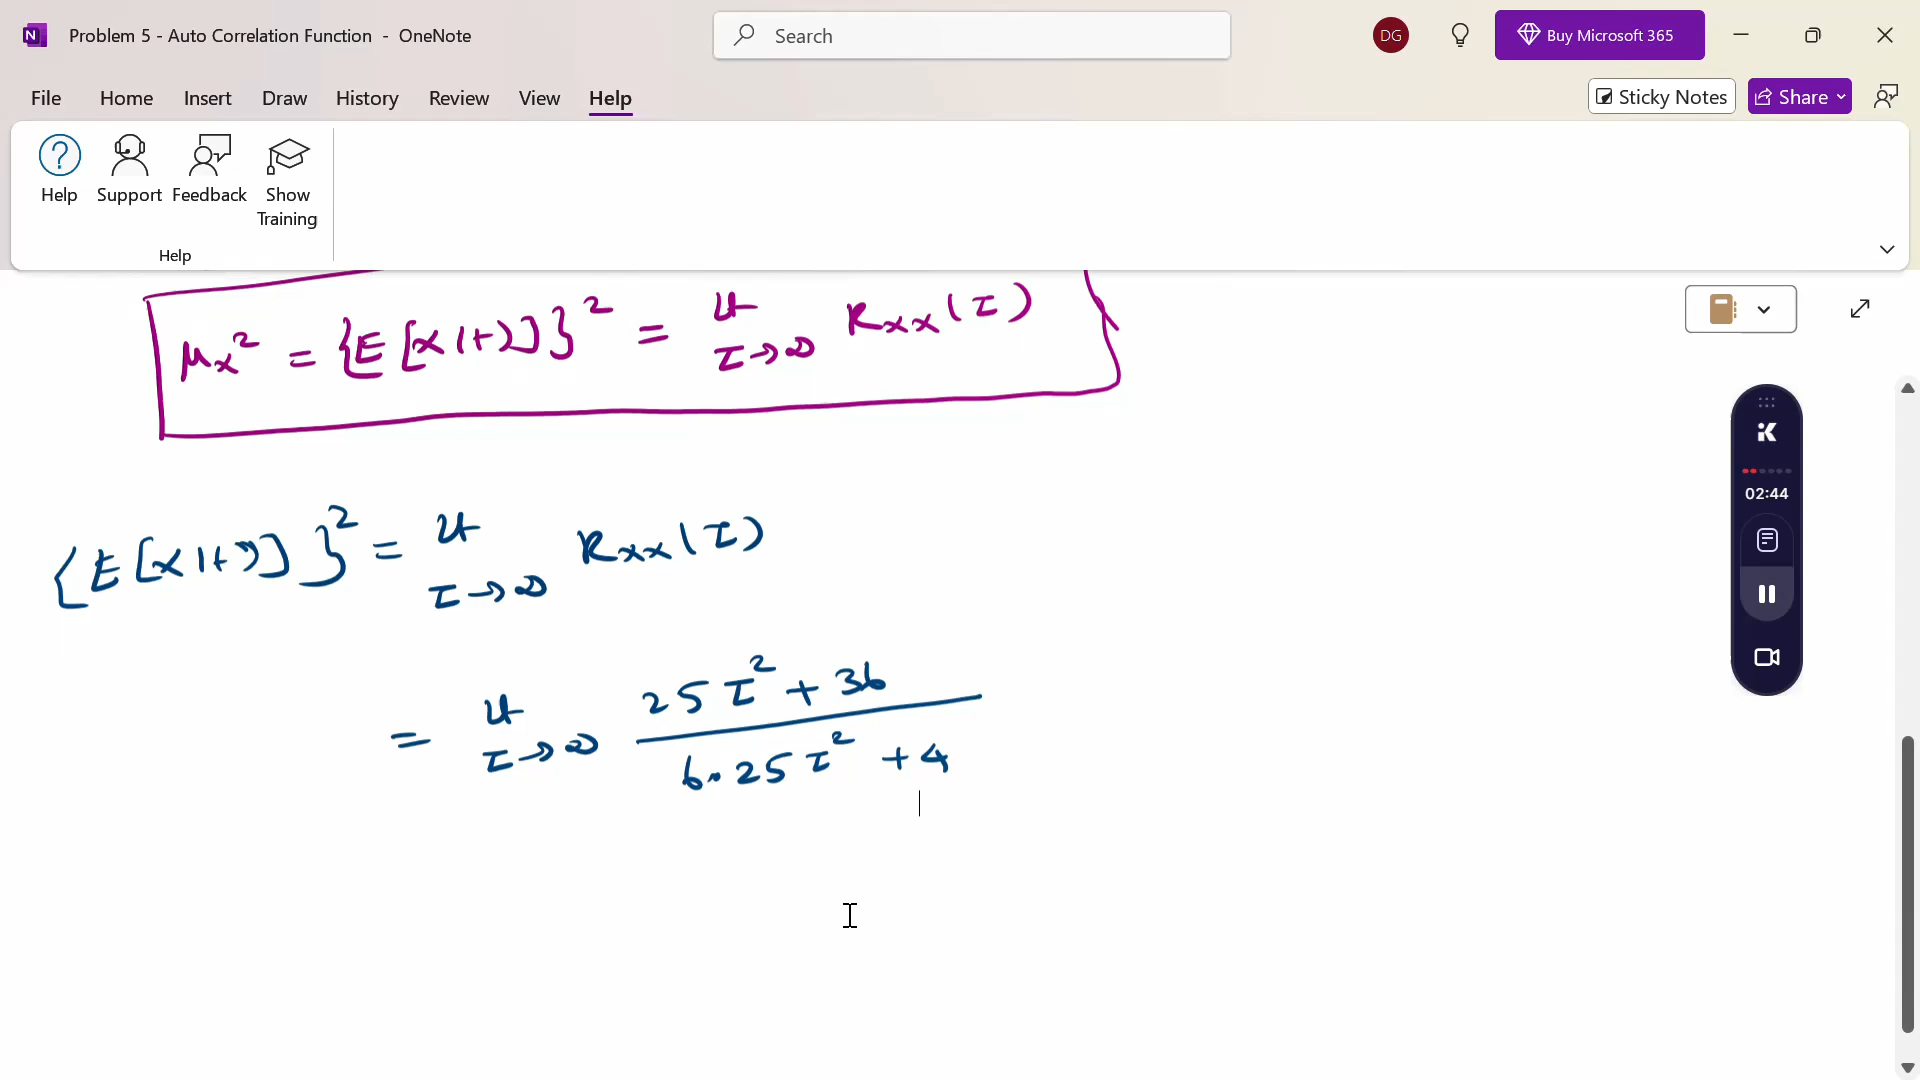 Problem 5 - Auto Correlation Function - OneNote
Search
DG
Buy Microsoft 365
File Home Insert Draw History Review View Help
Sticky Notes
Share
Help Support Feedback Show Training
Help
μx² = {E[X(t)]}² = Lt τ→∞ Rxx(τ)
{E[X(t)]}² = Lt τ→∞ Rxx(τ)
= Lt τ→∞ (25τ² + 36)/(6.25τ² + 4)
02:44